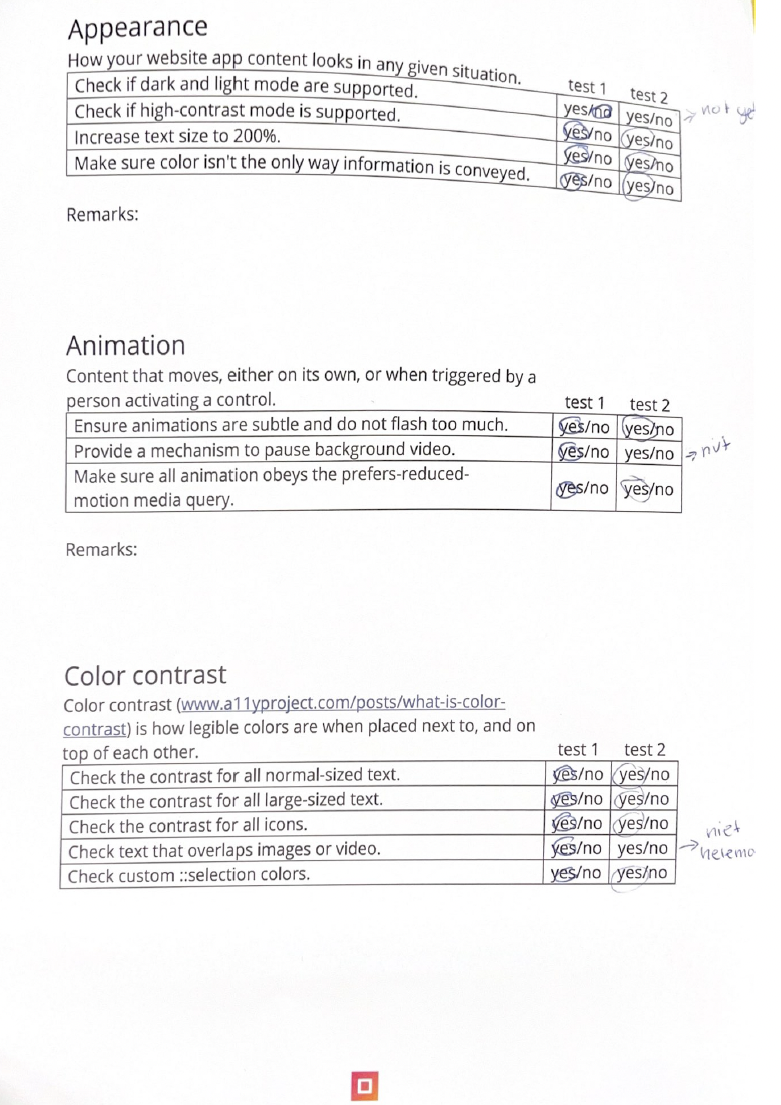 Appearance
How your website app content looks in any given situation.
test 1 test 2
Check if dark and light mode are supported. yes/no yes/no → not
Check if high-contrast mode is supported. yes/no yes/no
Increase text size to 200%. yes/no yes/no
Make sure color isn't the only way information is conveyed. yes/no yes/no
Remarks:
Animation
Content that moves, either on its own, or when triggered by a
person activating a control. test 1 test 2
Ensure animations are subtle and do not flash too much. yes/no yes/no
Provide a mechanism to pause background video. yes/no yes/no →
Make sure all animation obeys the prefers-reduced-
motion media query. yes/no yes/no
Remarks:
Color contrast
Color contrast (www.a11yproject.com/posts/what-is-color-
contrast) is how legible colors are when placed next to, and on
top of each other. test 1 test 2
Check the contrast for all normal-sized text. yes/no yes/no
Check the contrast for all large-sized text. yes/no yes/no
Check the contrast for all icons. yes/no yes/no
Check text that overlaps images or video. yes/no yes/no → niet
Check custom ::selection colors. yes/no yes/no